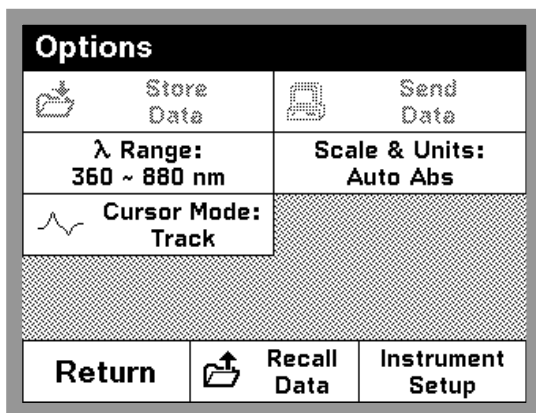 Options
Store
Data
Send
Data
λ Range:
360 ~ 880 nm
Scale & Units:
Auto Abs
Cursor Mode:
Track
Return
Recall
Data
Instrument
Setup